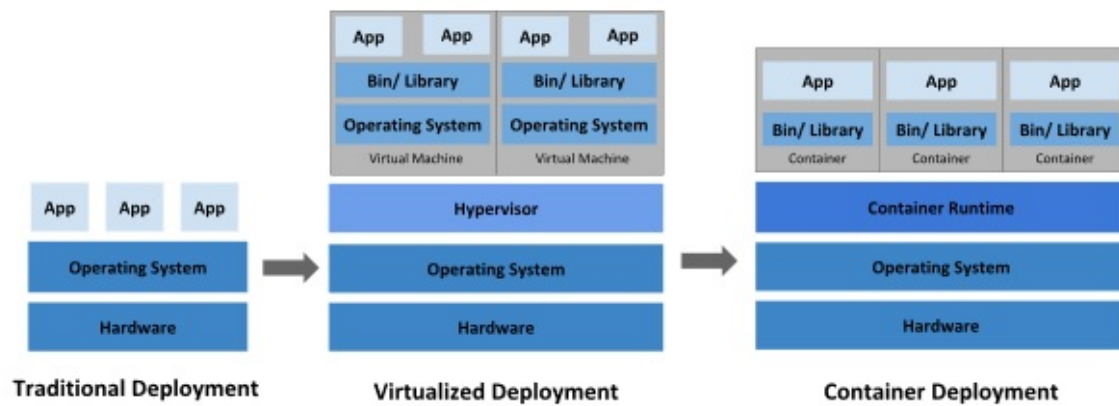 App App App App
Bin/ Library Bin/ Library
Operating System Operating System
Virtual Machine Virtual Machine
App App App
Bin/ Library Bin/ Library Bin/ Library
Container Container Container
App App App
Hypervisor
Container Runtime
Operating System
Operating System
Operating System
Hardware
Hardware
Hardware
Traditional Deployment
Virtualized Deployment
Container Deployment